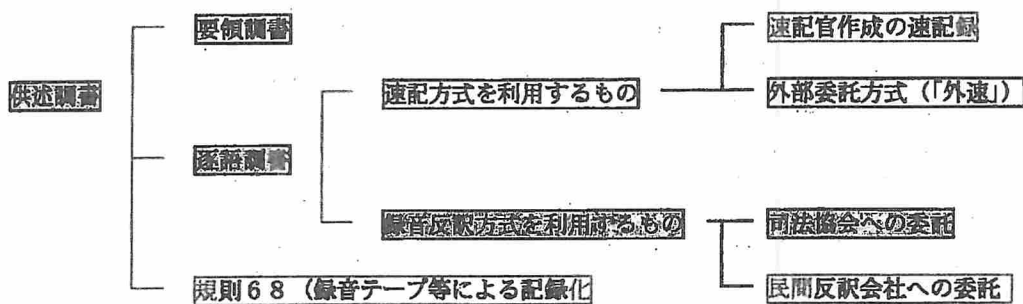 供述調書
要領調書
逐語調書
速記方式を利用するもの
速記官作成の速記録
外部委託方式（「外速」）
録音反訳方式を利用するもの
司法協会への委託
民間反訳会社への委託
規則６８（録音テープ等による記録化